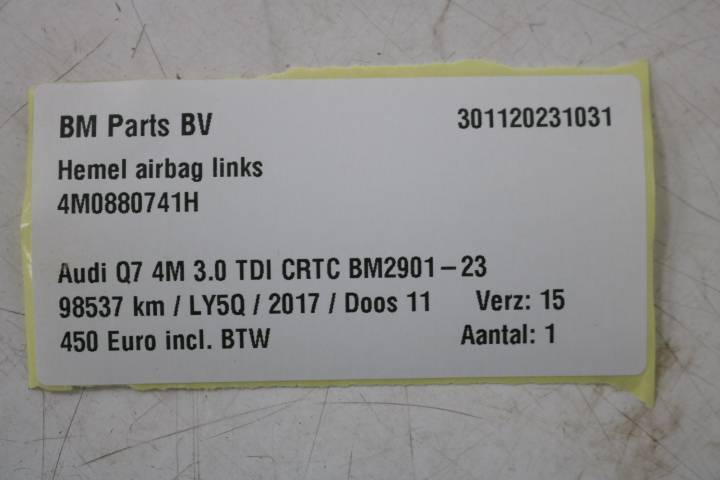 BM Parts BV 301120231031
Hemel airbag links
4M0880741H
Audi Q7 4M 3.0 TDI CRTC BM2901-23
98537 km / LY5Q / 2017 / Doos 11 Verz: 15
450 Euro incl. BTW Aantal: 1